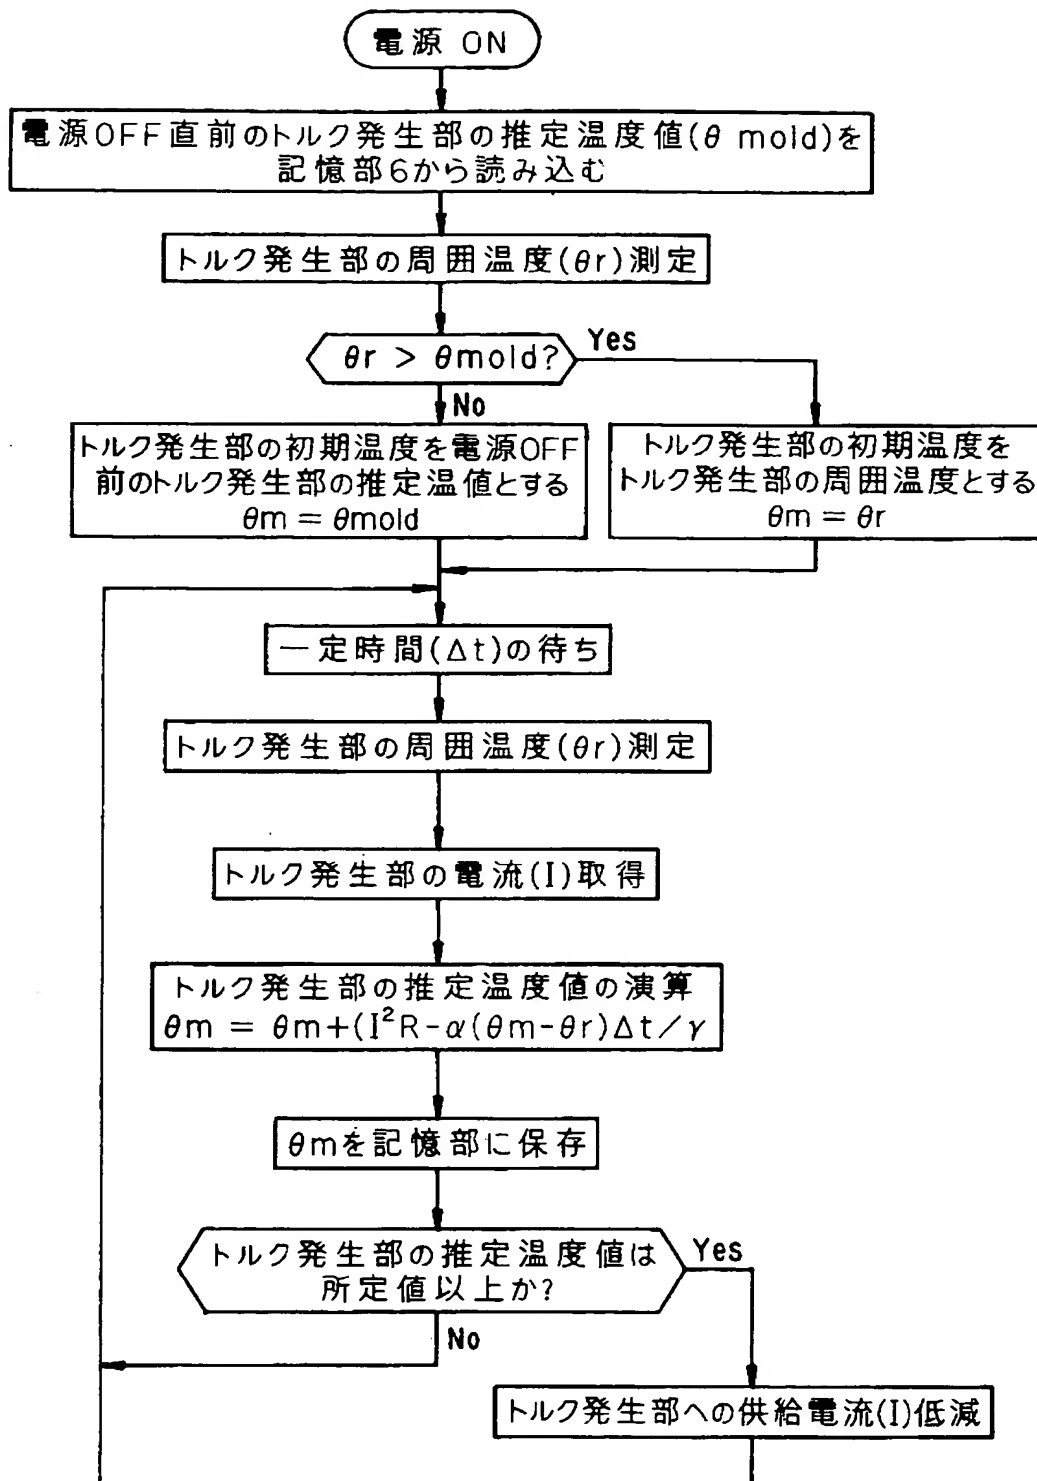 電源 ON
電源OFF直前のトルク発生部の推定温度値(θ mold)を
記憶部6から読み込む
トルク発生部の周囲温度(θr)測定
θr > θmold?
Yes
No
トルク発生部の初期温度を電源OFF
前のトルク発生部の推定温値とする
θm = θmold
トルク発生部の初期温度を
トルク発生部の周囲温度とする
θm = θr
一定時間(Δt)の待ち
トルク発生部の周囲温度(θr)測定
トルク発生部の電流(I)取得
トルク発生部の推定温度値の演算
θm = θm+(I²R-α(θm-θr)Δt/γ
θmを記憶部に保存
トルク発生部の推定温度値は
所定値以上か?
Yes
No
トルク発生部への供給電流(I)低減